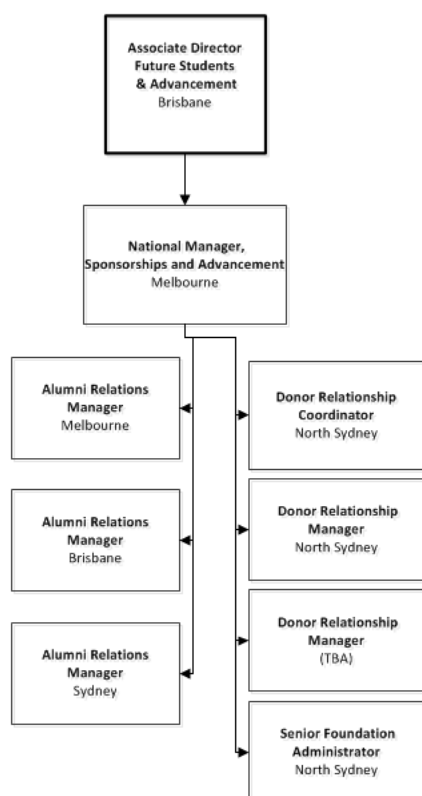 Associate Director
Future Students
& Advancement
Brisbane
National Manager,
Sponsorships and Advancement
Melbourne
Alumni Relations
Manager
Melbourne
Alumni Relations
Manager
Brisbane
Alumni Relations
Manager
Sydney
Donor Relationship
Coordinator
North Sydney
Donor Relationship
Manager
North Sydney
Donor Relationship
Manager
(TBA)
Senior Foundation
Administrator
North Sydney